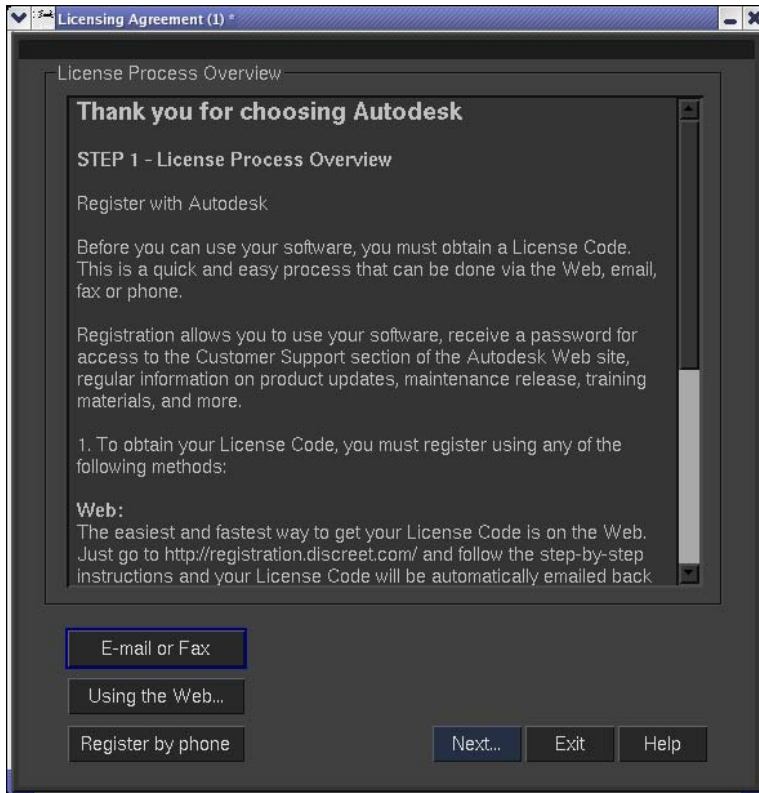 Licensing Agreement (1) *
License Process Overview
Thank you for choosing Autodesk
STEP 1 - License Process Overview
Register with Autodesk
Before you can use your software, you must obtain a License Code.
This is a quick and easy process that can be done via the Web, email,
fax or phone.
Registration allows you to use your software, receive a password for
access to the Customer Support section of the Autodesk Web site,
regular information on product updates, maintenance release, training
materials, and more.
1. To obtain your License Code, you must register using any of the
following methods:
Web:
The easiest and fastest way to get your License Code is on the Web.
Just go to http://registration.discreet.com/ and follow the step-by-step
instructions and your License Code will be automatically emailed back
E-mail or Fax
Using the Web...
Register by phone
Next...
Exit
Help